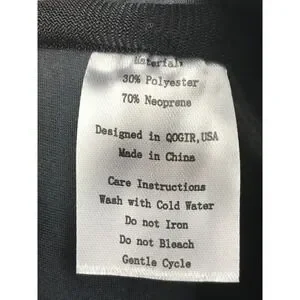 Material:
30% Polyester
70% Neoprene
Designed in QOGIR,USA
Made in China
Care Instructions
Wash with Cold Water
Do not Iron
Do not Bleach
Gentle Cycle